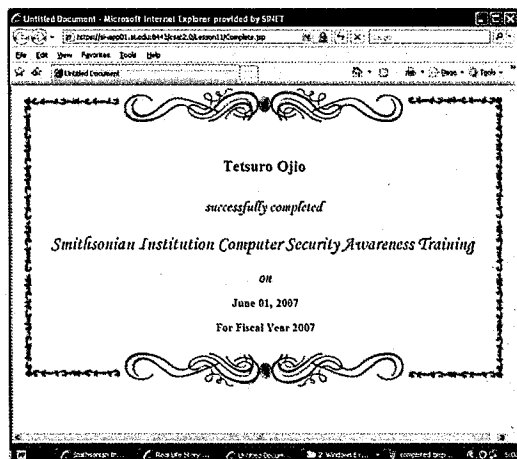 Untitled Document - Microsoft Internet Explorer provided by SINET
File Edit View Favorites Tools Help
Untitled Document
Page Tools
Tetsuro Ojio
successfully completed
Smithsonian Institution Computer Security Awareness Training
on
June 01, 2007
For Fiscal Year 2007